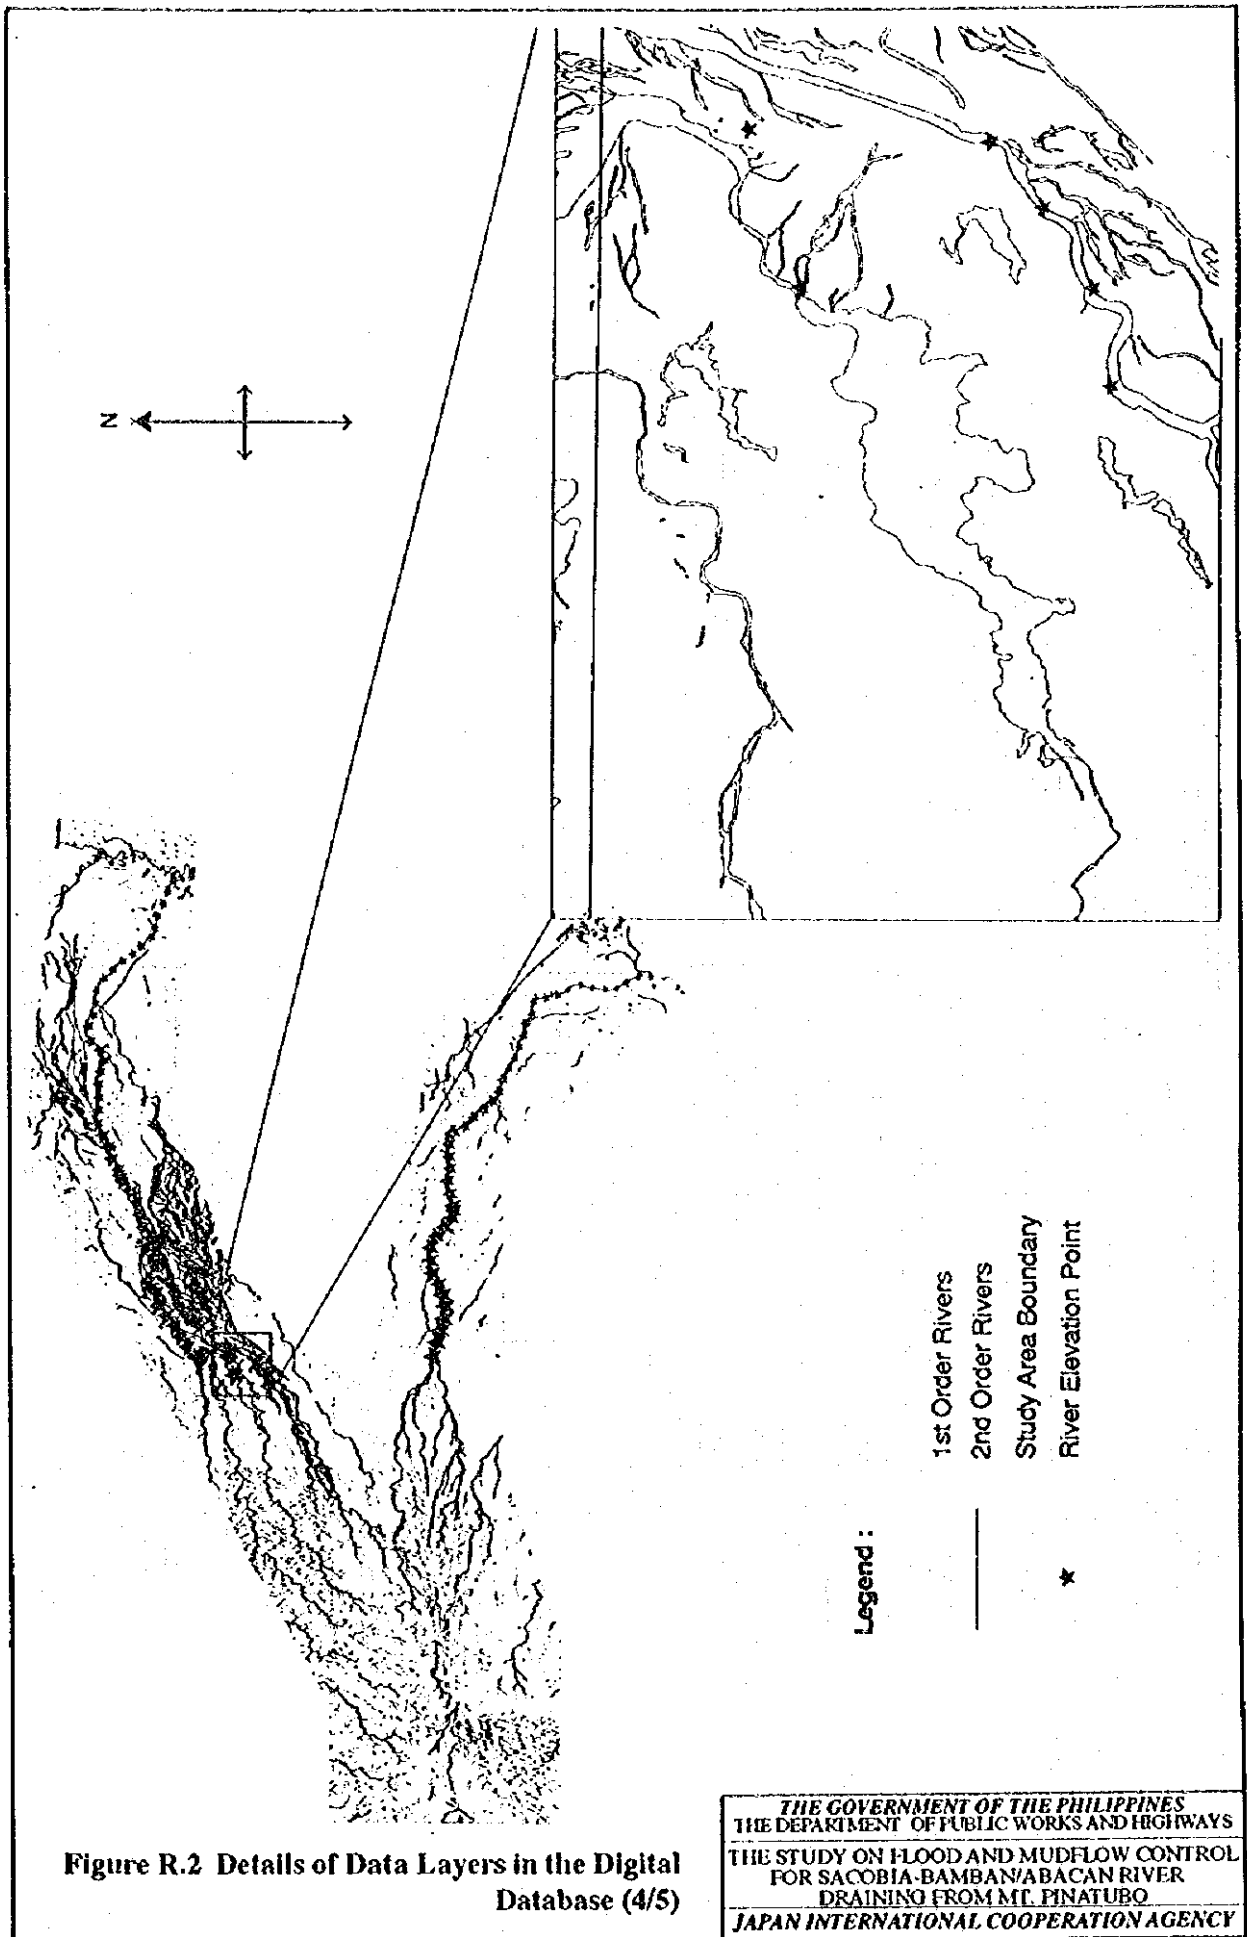 N
Legend :
1st Order Rivers
2nd Order Rivers
Study Area Boundary
River Elevation Point
Figure R.2 Details of Data Layers in the Digital
Database (4/5)
THE GOVERNMENT OF THE PHILIPPINES
THE DEPARTMENT OF PUBLIC WORKS AND HIGHWAYS
THE STUDY ON FLOOD AND MUDFLOW CONTROL
FOR SACOBIA-BAMBAN/ABACAN RIVER
DRAINING FROM MT. PINATUBO
JAPAN INTERNATIONAL COOPERATION AGENCY